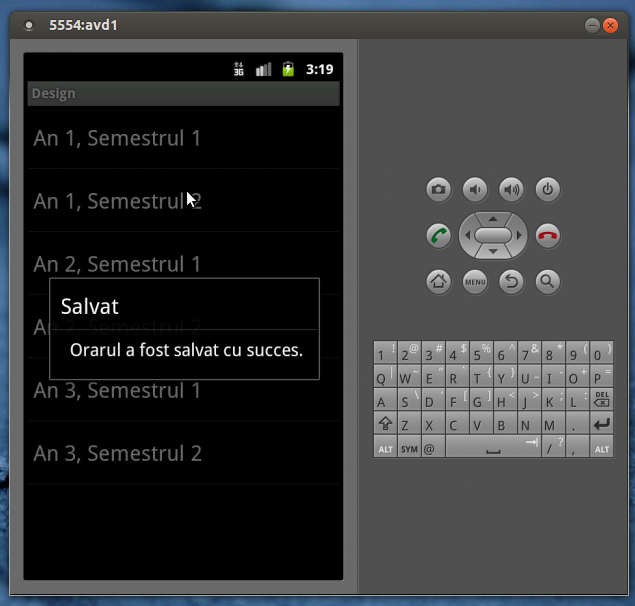 5554:avd1
3G 3:19
Design
An 1, Semestrul 1
An 1, Semestrul 2
An 2, Semestrul 1
An 2, Semestrul 2
Salvat
Orarul a fost salvat cu succes.
An 3, Semestrul 1
An 3, Semestrul 2
MENU
1 ! 2 @ 3 # 4 $ 5 % 6 ^ 7 & 8 * 9 ( 0 )
Q | W ~ E " R ` T { Y } U _ I - O + P =
A S \ D ' F [ G ] H < J > K ; L : DEL
Z X C V B N M .
ALT SYM @ / ? , ALT